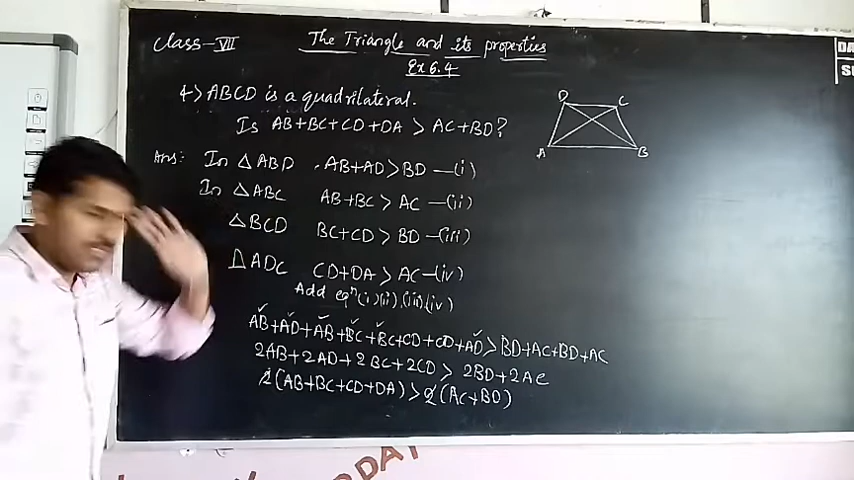 Class-VII
The Triangle and its properties
Ex 6.4
4> ABCD is a quadrilateral.
Is AB+BC+CD+DA > AC+BD?
Ans: In △ABD , AB+AD>BD —(i)
In △ABC AB+BC > AC —(ii)
△BCD BC+CD > BD —(iii)
△ADC CD+DA > AC —(iv)
Add eqⁿ(i)(ii),(iii),(iv)
AB+AD+AB+BC+BC+CD+CD+AD>BD+AC+BD+AC
2AB+2AD+2BC+2CD > 2BD+2AC
2(AB+BC+CD+DA) > 2(AC+BD)
D C
A B
DA